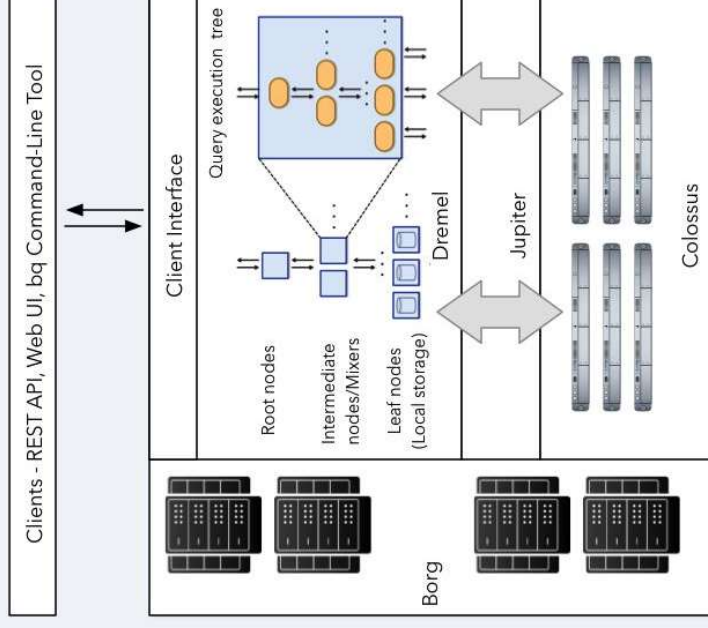 Clients - REST API, Web UI, bq Command-Line Tool
Client Interface
Query execution tree
Root nodes
Intermediate
nodes/Mixers
Leaf nodes
(Local storage)
Dremel
Jupiter
Colossus
Borg